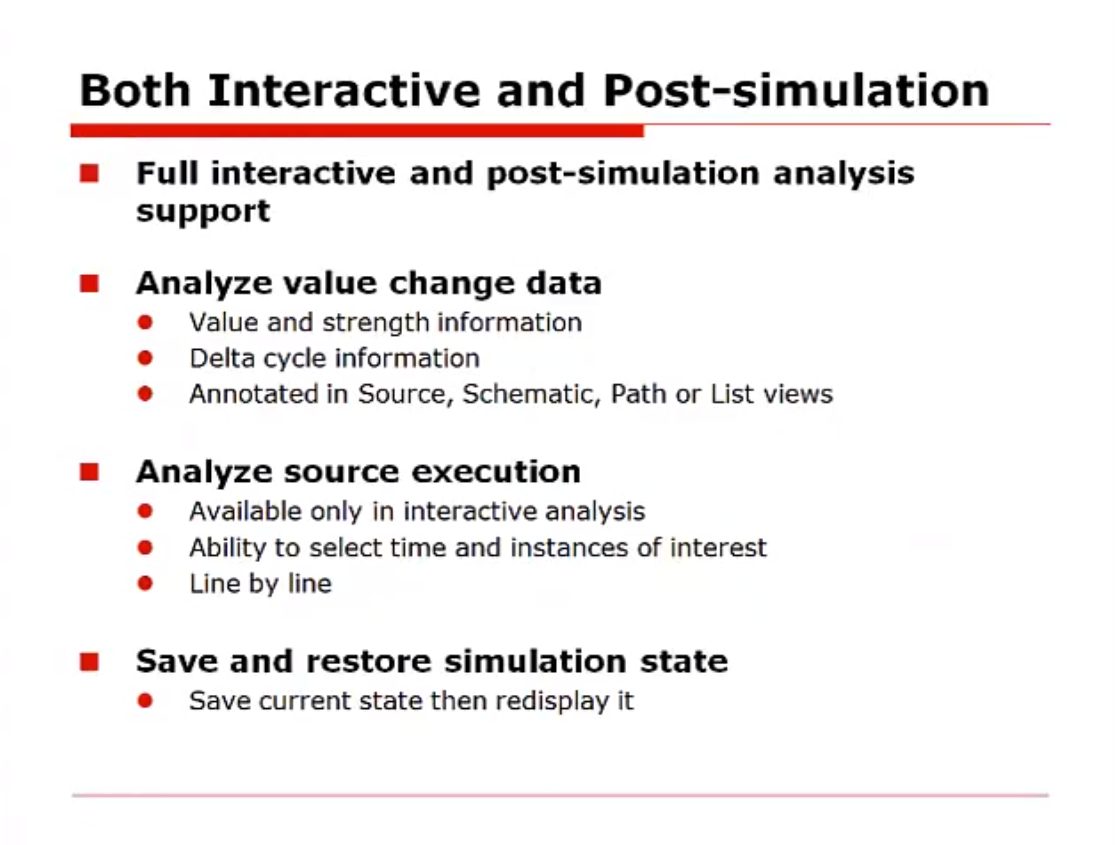 Both Interactive and Post-simulation
Full interactive and post-simulation analysis
support
Analyze value change data
Value and strength information
Delta cycle information
Annotated in Source, Schematic, Path or List views
Analyze source execution
Available only in interactive analysis
Ability to select time and instances of interest
Line by line
Save and restore simulation state
Save current state then redisplay it